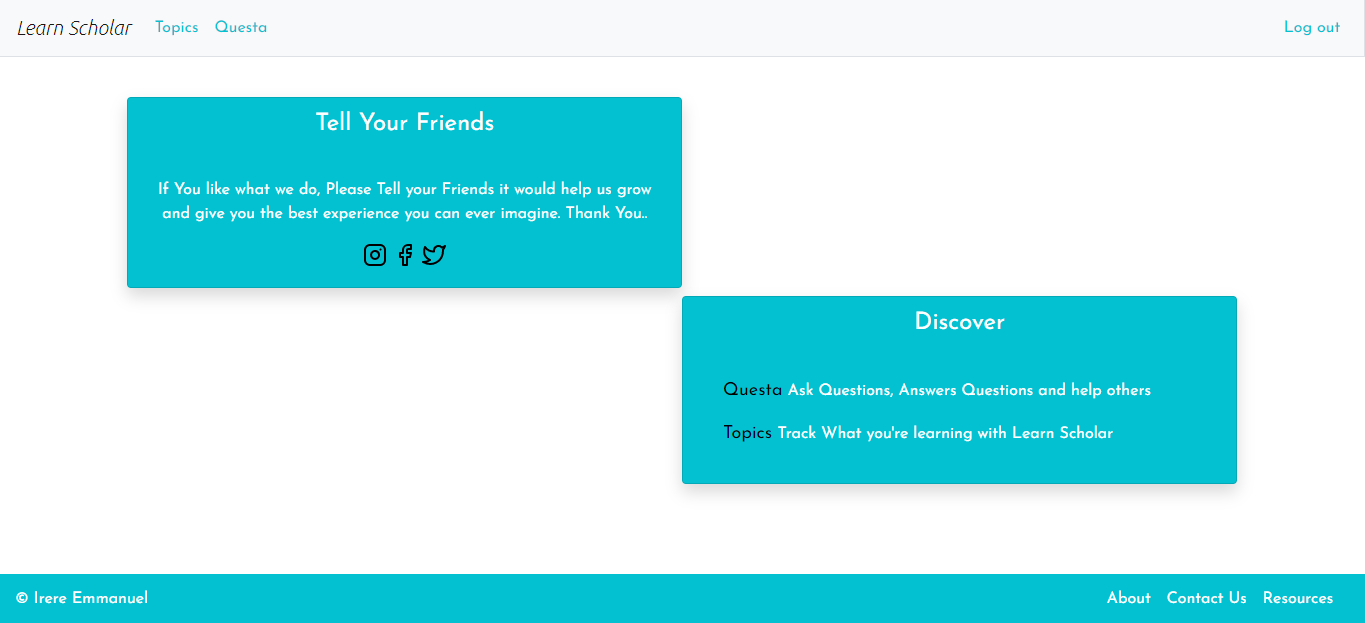 Learn Scholar Topics Questa Log out
Tell Your Friends
If You like what we do, Please Tell your Friends it would help us grow
and give you the best experience you can ever imagine. Thank You..
Discover
Questa Ask Questions, Answers Questions and help others
Topics Track What you're learning with Learn Scholar
© Irere Emmanuel About Contact Us Resources